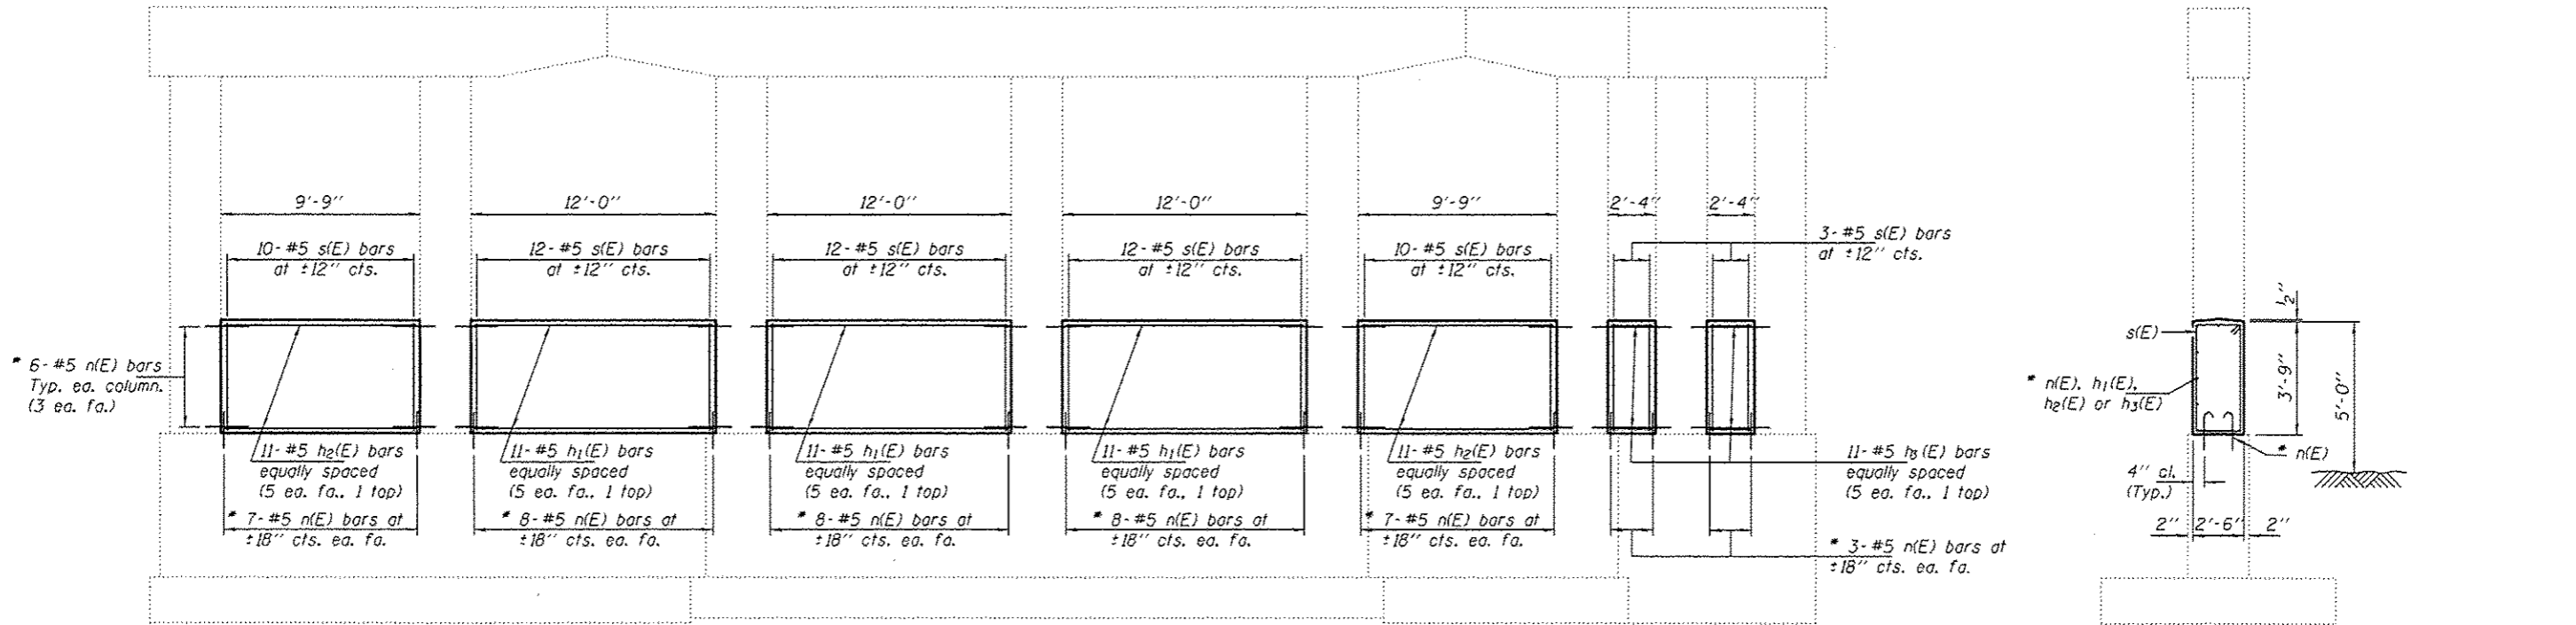 9'-9"
12'-0"
12'-0"
12'-0"
9'-9"
2'-4"
2'-4"
10- #5 s(E) bars
at ±12" cts.
12- #5 s(E) bars
at ±12" cts.
12- #5 s(E) bars
at ±12" cts.
12- #5 s(E) bars
at ±12" cts.
10- #5 s(E) bars
at ±12" cts.
3- #5 s(E) bars
at ±12" cts.
* 6- #5 n(E) bars
Typ. ea. column.
(3 ea. fa.)
11- #5 h2(E) bars
equally spaced
(5 ea. fa., 1 top)
11- #5 h1(E) bars
equally spaced
(5 ea. fa., 1 top)
11- #5 h1(E) bars
equally spaced
(5 ea. fa., 1 top)
11- #5 h1(E) bars
equally spaced
(5 ea. fa., 1 top)
11- #5 h2(E) bars
equally spaced
(5 ea. fa., 1 top)
11- #5 h3(E) bars
equally spaced
(5 ea. fa., 1 top)
* 7- #5 n(E) bars at
±18" cts. ea. fa.
* 8- #5 n(E) bars at
±18" cts. ea. fa.
* 8- #5 n(E) bars at
±18" cts. ea. fa.
* 8- #5 n(E) bars at
±18" cts. ea. fa.
* 7- #5 n(E) bars at
±18" cts. ea. fa.
* 3- #5 n(E) bars at
±18" cts. ea. fa.
½"
s(E)
* n(E), h1(E),
h2(E) or h3(E)
3'-9"
5'-0"
* n(E)
4" cl.
(Typ.)
2" 2'-6" 2"